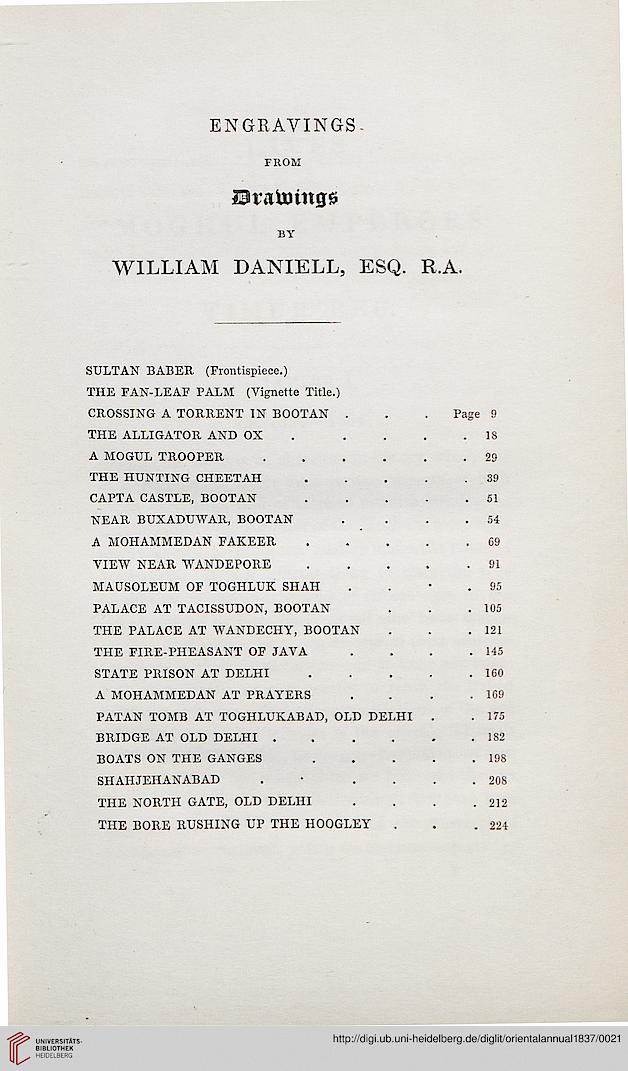 ENGRAVINGS
FROM
Drawings
BY
WILLIAM DANIELL, ESQ. R.A.
SULTAN BABER (Frontispiece.)
THE FAN-LEAF PALM (Vignette Title.)
CROSSING A TORRENT IN BOOTAN . . . Page 9
THE ALLIGATOR AND OX . . . . . 18
A MOGUL TROOPER . . . . . . 29
THE HUNTING CHEETAH . . . . . 39
CAPTA CASTLE, BOOTAN . . . . . 51
NEAR BUXADUWAR, BOOTAN . . . . 54
A MOHAMMEDAN FAKEER . . . . . 69
VIEW NEAR WANDEPORE . . . . . 91
MAUSOLEUM OF TOGHLUK SHAH . . . . 95
PALACE AT TACISSUDON, BOOTAN . . . 105
THE PALACE AT WANDECHY, BOOTAN . . . 121
THE FIRE-PHEASANT OF JAVA . . . . 145
STATE PRISON AT DELHI . . . . . 160
A MOHAMMEDAN AT PRAYERS . . . . 169
PATAN TOMB AT TOGHLUKABAD, OLD DELHI . . 175
BRIDGE AT OLD DELHI . . . . . . 182
BOATS ON THE GANGES . . . . . 198
SHAHJEHANABAD . . . . . . 208
THE NORTH GATE, OLD DELHI . . . . 212
THE BORE RUSHING UP THE HOOGLEY . . . 224
UNIVERSITÄTS-
BIBLIOTHEK
HEIDELBERG
http://digi.ub.uni-heidelberg.de/diglit/orientalannual1837/0021